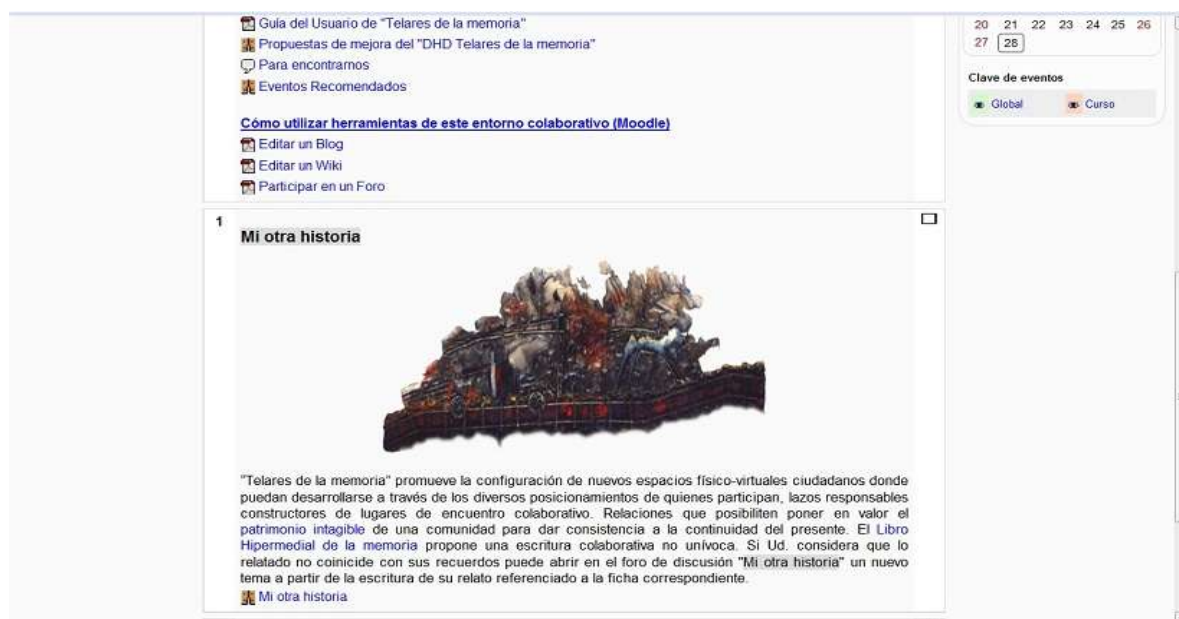 Guía del Usuario de "Telares de la memoria"
Propuestas de mejora del "DHD Telares de la memoria"
Para encontrarnos
Eventos Recomendados
Cómo utilizar herramientas de este entorno colaborativo (Moodle)
Editar un Blog
Editar un Wiki
Participar en un Foro
20 21 22 23 24 25 26
27 28
Clave de eventos
Global Curso
1
Mi otra historia
"Telares de la memoria" promueve la configuración de nuevos espacios físico-virtuales ciudadanos donde
puedan desarrollarse a través de los diversos posicionamientos de quienes participan, lazos responsables
constructores de lugares de encuentro colaborativo. Relaciones que posibiliten poner en valor el
patrimonio intagible de una comunidad para dar consistencia a la continuidad del presente. El Libro
Hipermedial de la memoria propone una escritura colaborativa no unívoca. Si Ud. considera que lo
relatado no coinicide con sus recuerdos puede abrir en el foro de discusión "Mi otra historia" un nuevo
tema a partir de la escritura de su relato referenciado a la ficha correspondiente.
Mi otra historia